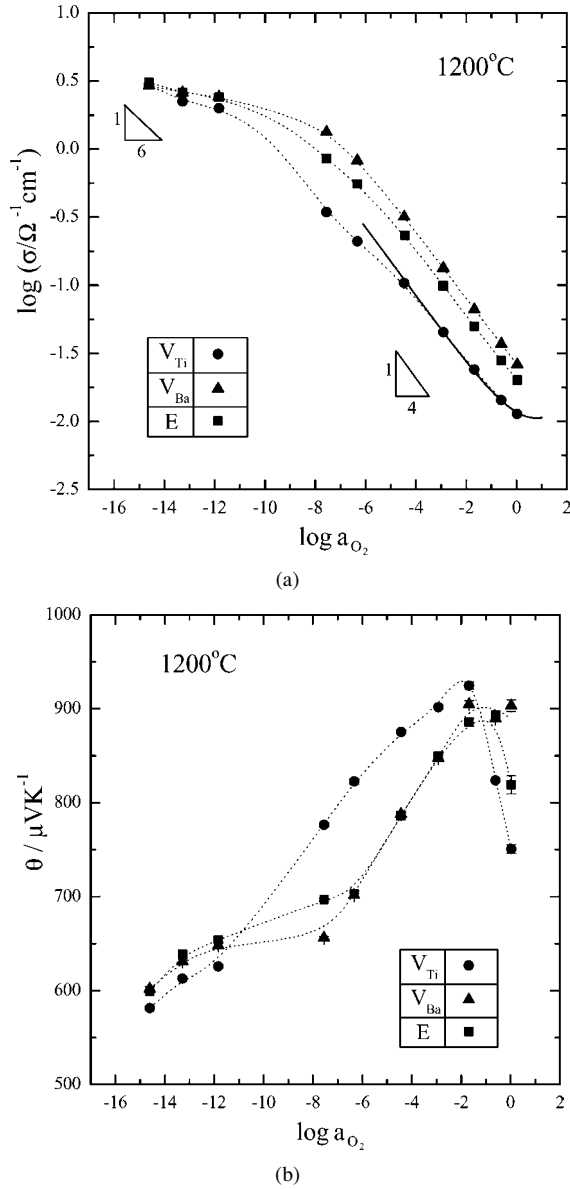 1.0
0.5
0.0
-0.5
-1.0
-1.5
-2.0
-2.5
log (σ/Ω⁻¹cm⁻¹)
1200°C
1
6
1
4
V_Ti ●
V_Ba ▲
E ■
-16 -14 -12 -10 -8 -6 -4 -2 0 2
log a_O₂
(a)
1000
900
800
700
600
500
θ / μVK⁻¹
1200°C
V_Ti ●
V_Ba ▲
E ■
-16 -14 -12 -10 -8 -6 -4 -2 0 2
log a_O₂
(b)